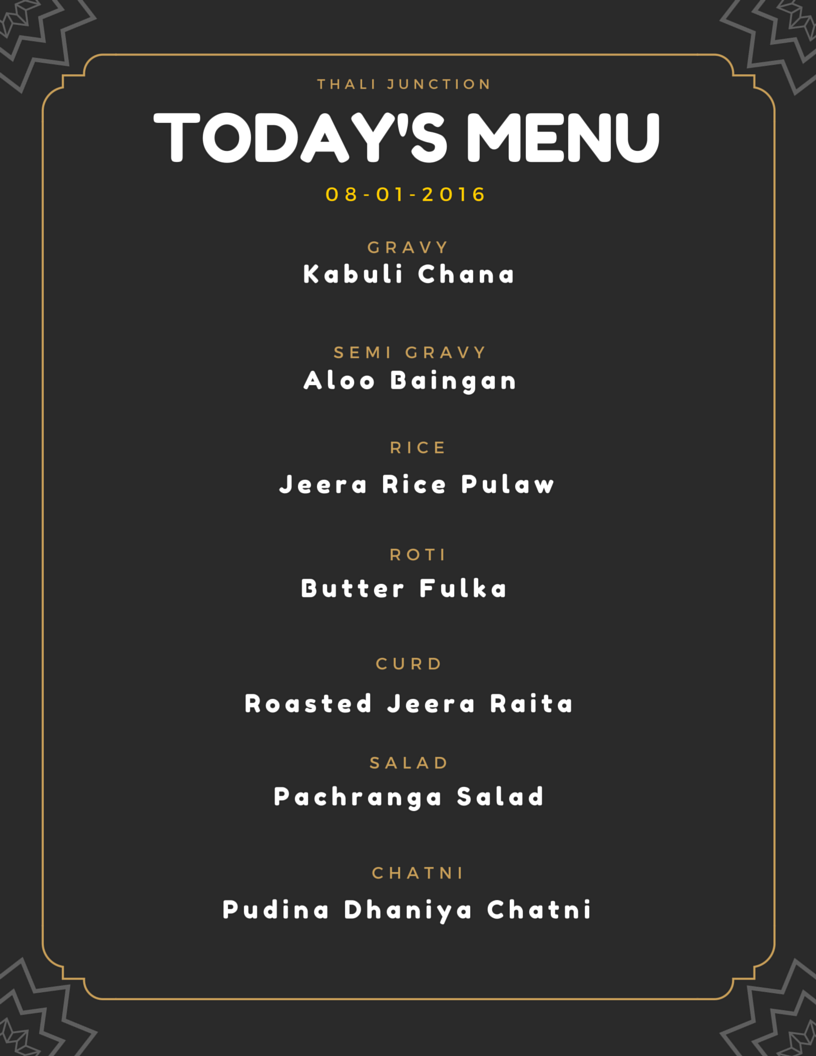 THALI JUNCTION
TODAY'S MENU
08-01-2016
GRAVY
Kabuli Chana
SEMI GRAVY
Aloo Baingan
RICE
Jeera Rice Pulaw
ROTI
Butter Fulka
CURD
Roasted Jeera Raita
SALAD
Pachranga Salad
CHATNI
Pudina Dhaniya Chatni